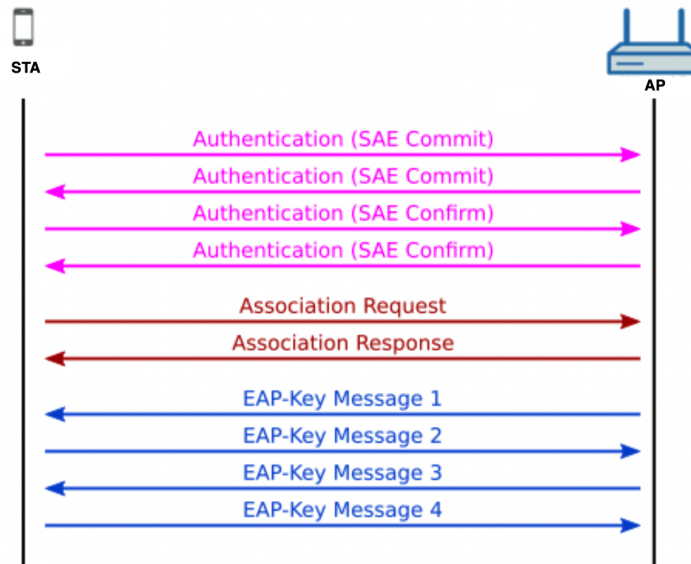 STA
AP
Authentication (SAE Commit)
Authentication (SAE Commit)
Authentication (SAE Confirm)
Authentication (SAE Confirm)
Association Request
Association Response
EAP-Key Message 1
EAP-Key Message 2
EAP-Key Message 3
EAP-Key Message 4